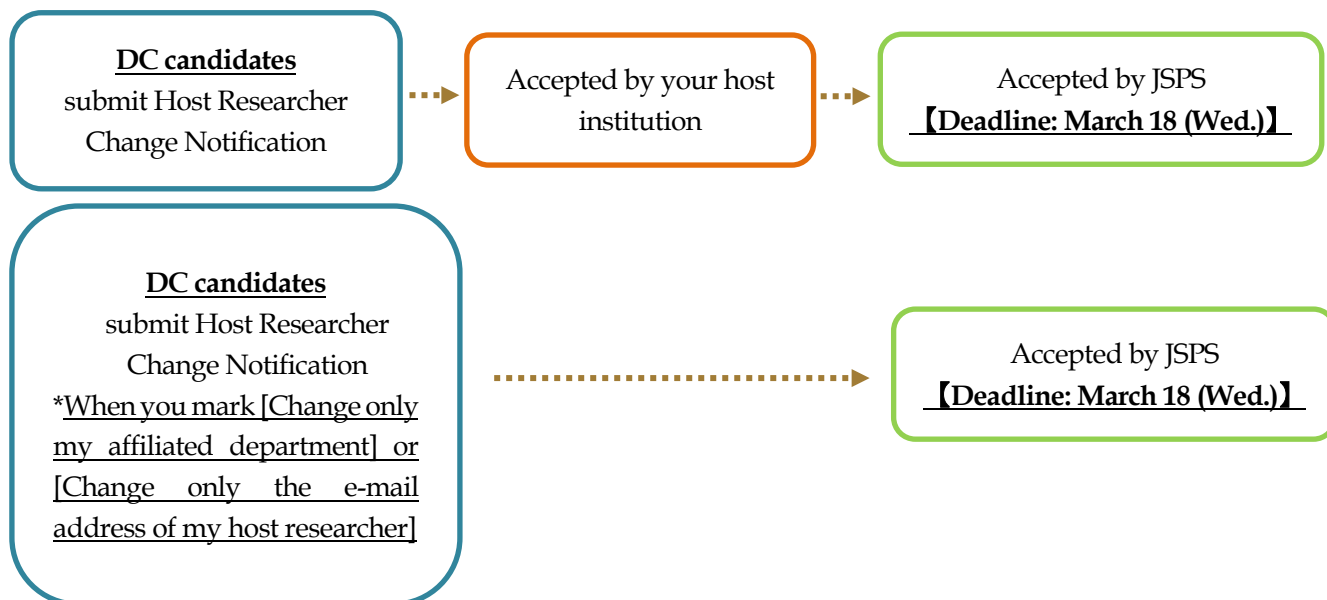 DC candidates
submit Host Researcher
Change Notification
Accepted by your host
institution
Accepted by JSPS
【Deadline: March 18 (Wed.)】
DC candidates
submit Host Researcher
Change Notification
*When you mark [Change only
my affiliated department] or
[Change only the e-mail
address of my host researcher]
Accepted by JSPS
【Deadline: March 18 (Wed.)】